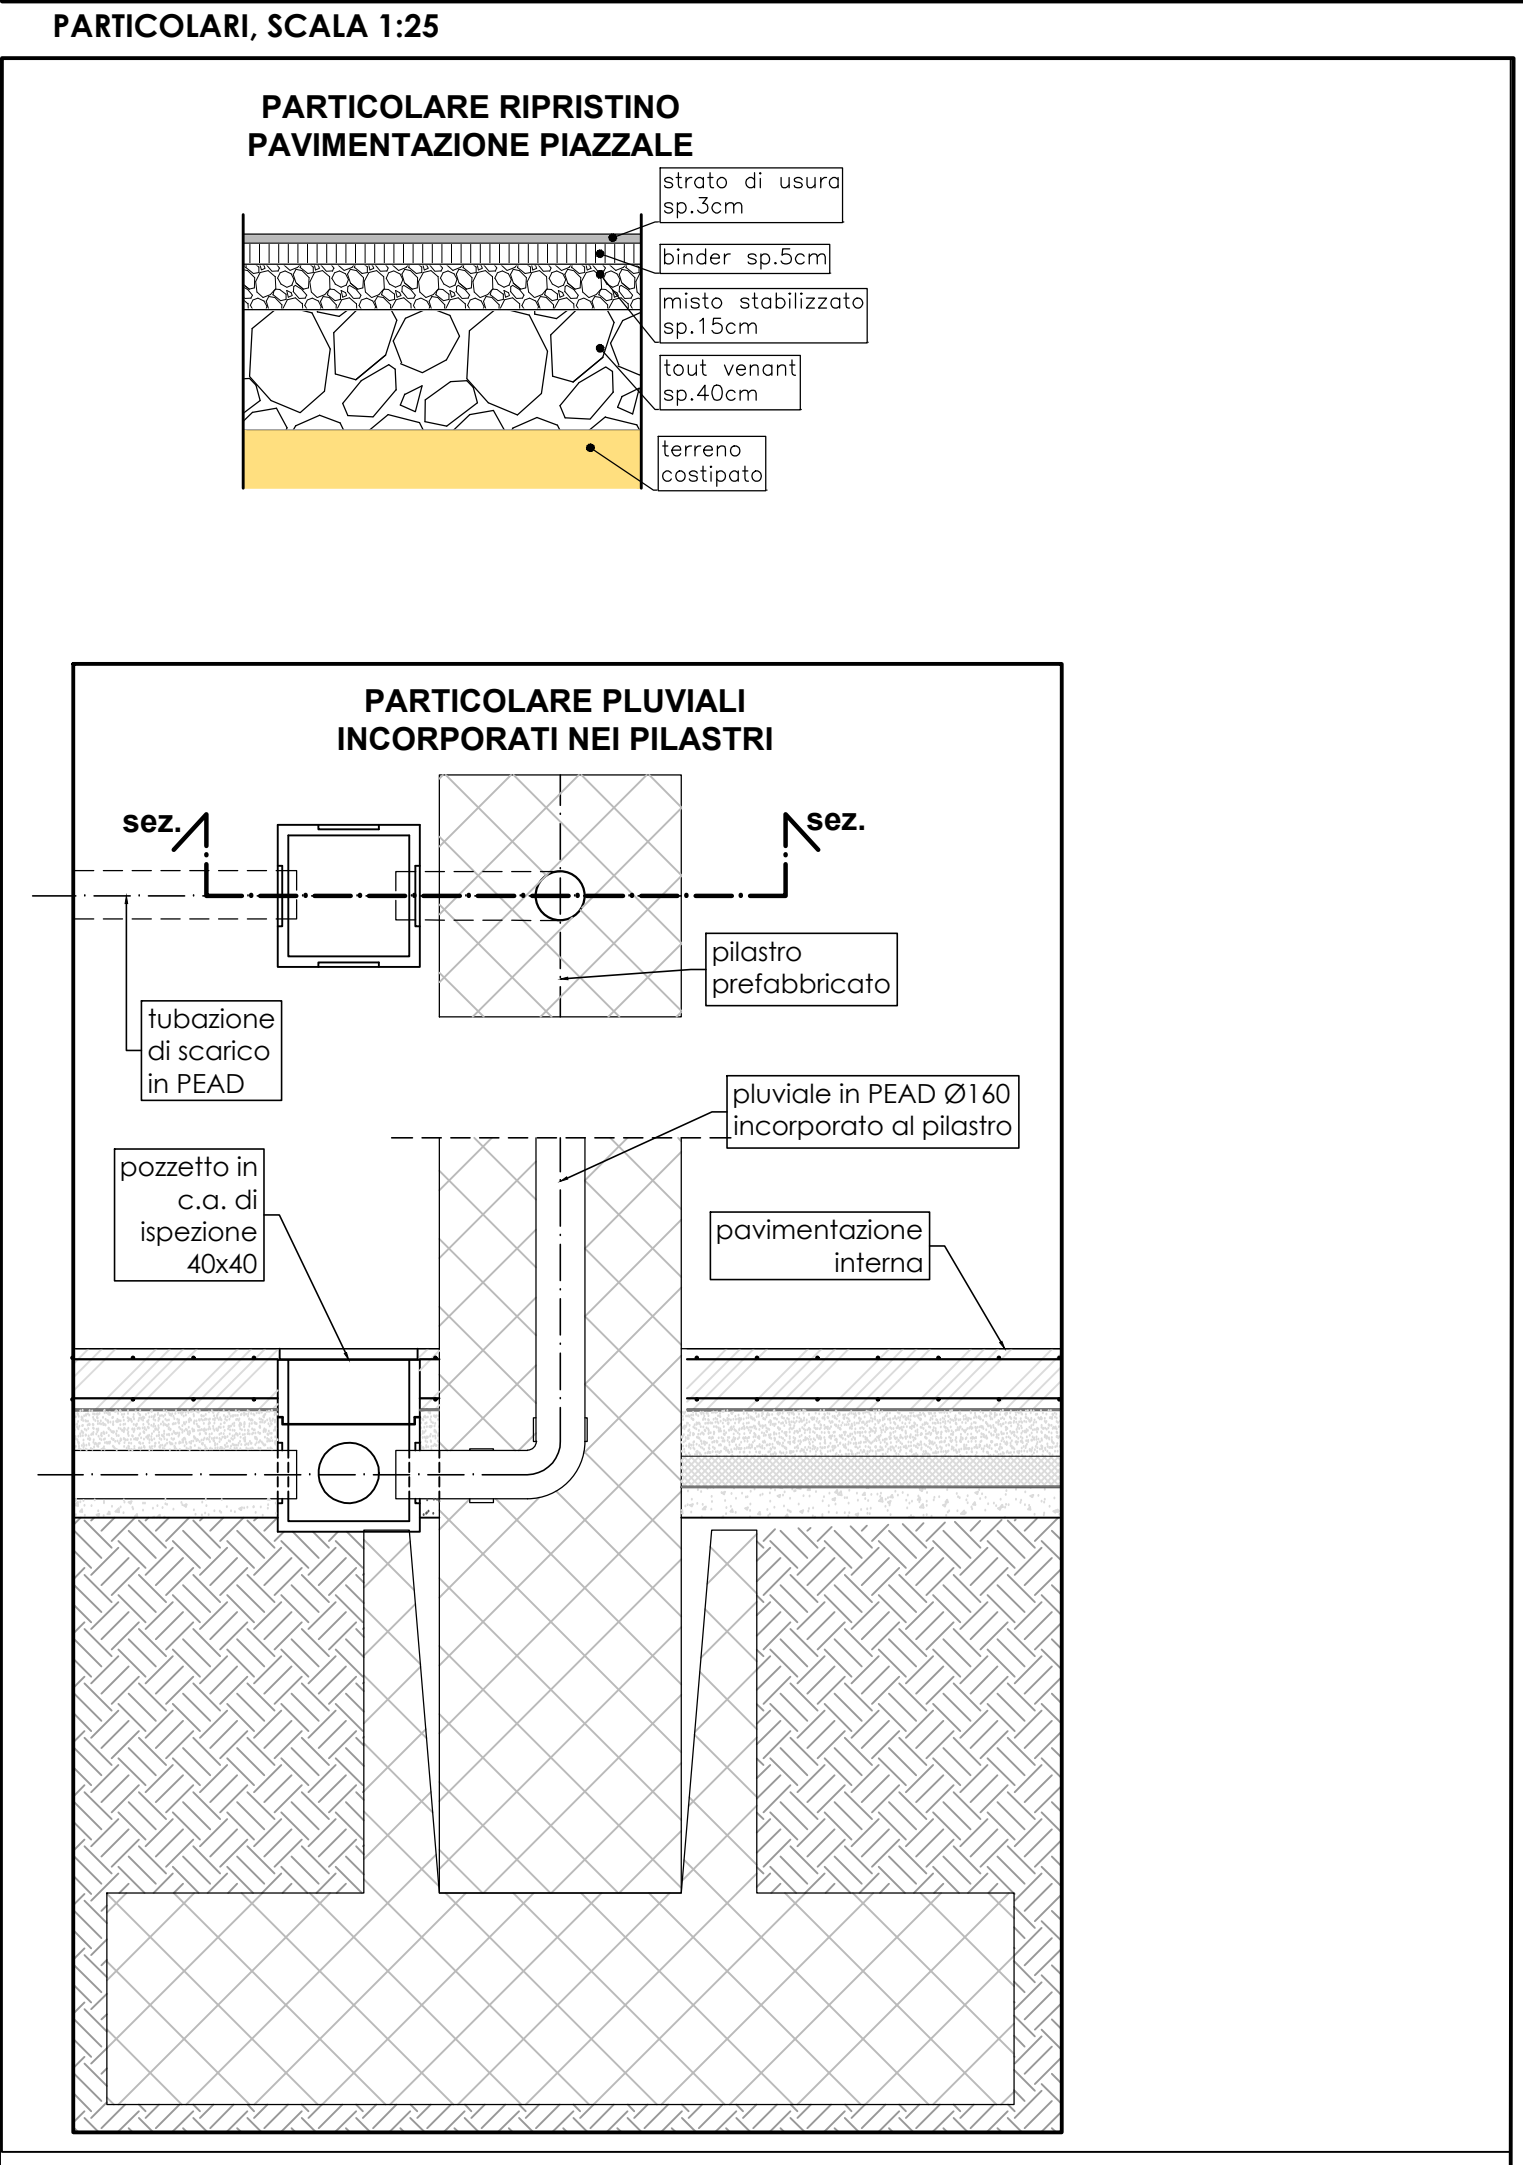 PARTICOLARI, SCALA 1:25
PARTICOLARE RIPRISTINO
PAVIMENTAZIONE PIAZZALE
strato di usura
sp.3cm
binder sp.5cm
misto stabilizzato
sp.15cm
tout venant
sp.40cm
terreno
costipato
PARTICOLARE PLUVIALI
INCORPORATI NEI PILASTRI
sez.
sez.
pilastro
prefabbricato
tubazione
di scarico
in PEAD
pluviale in PEAD Ø160
incorporato al pilastro
pozzetto in
c.a. di
ispezione
40x40
pavimentazione
interna